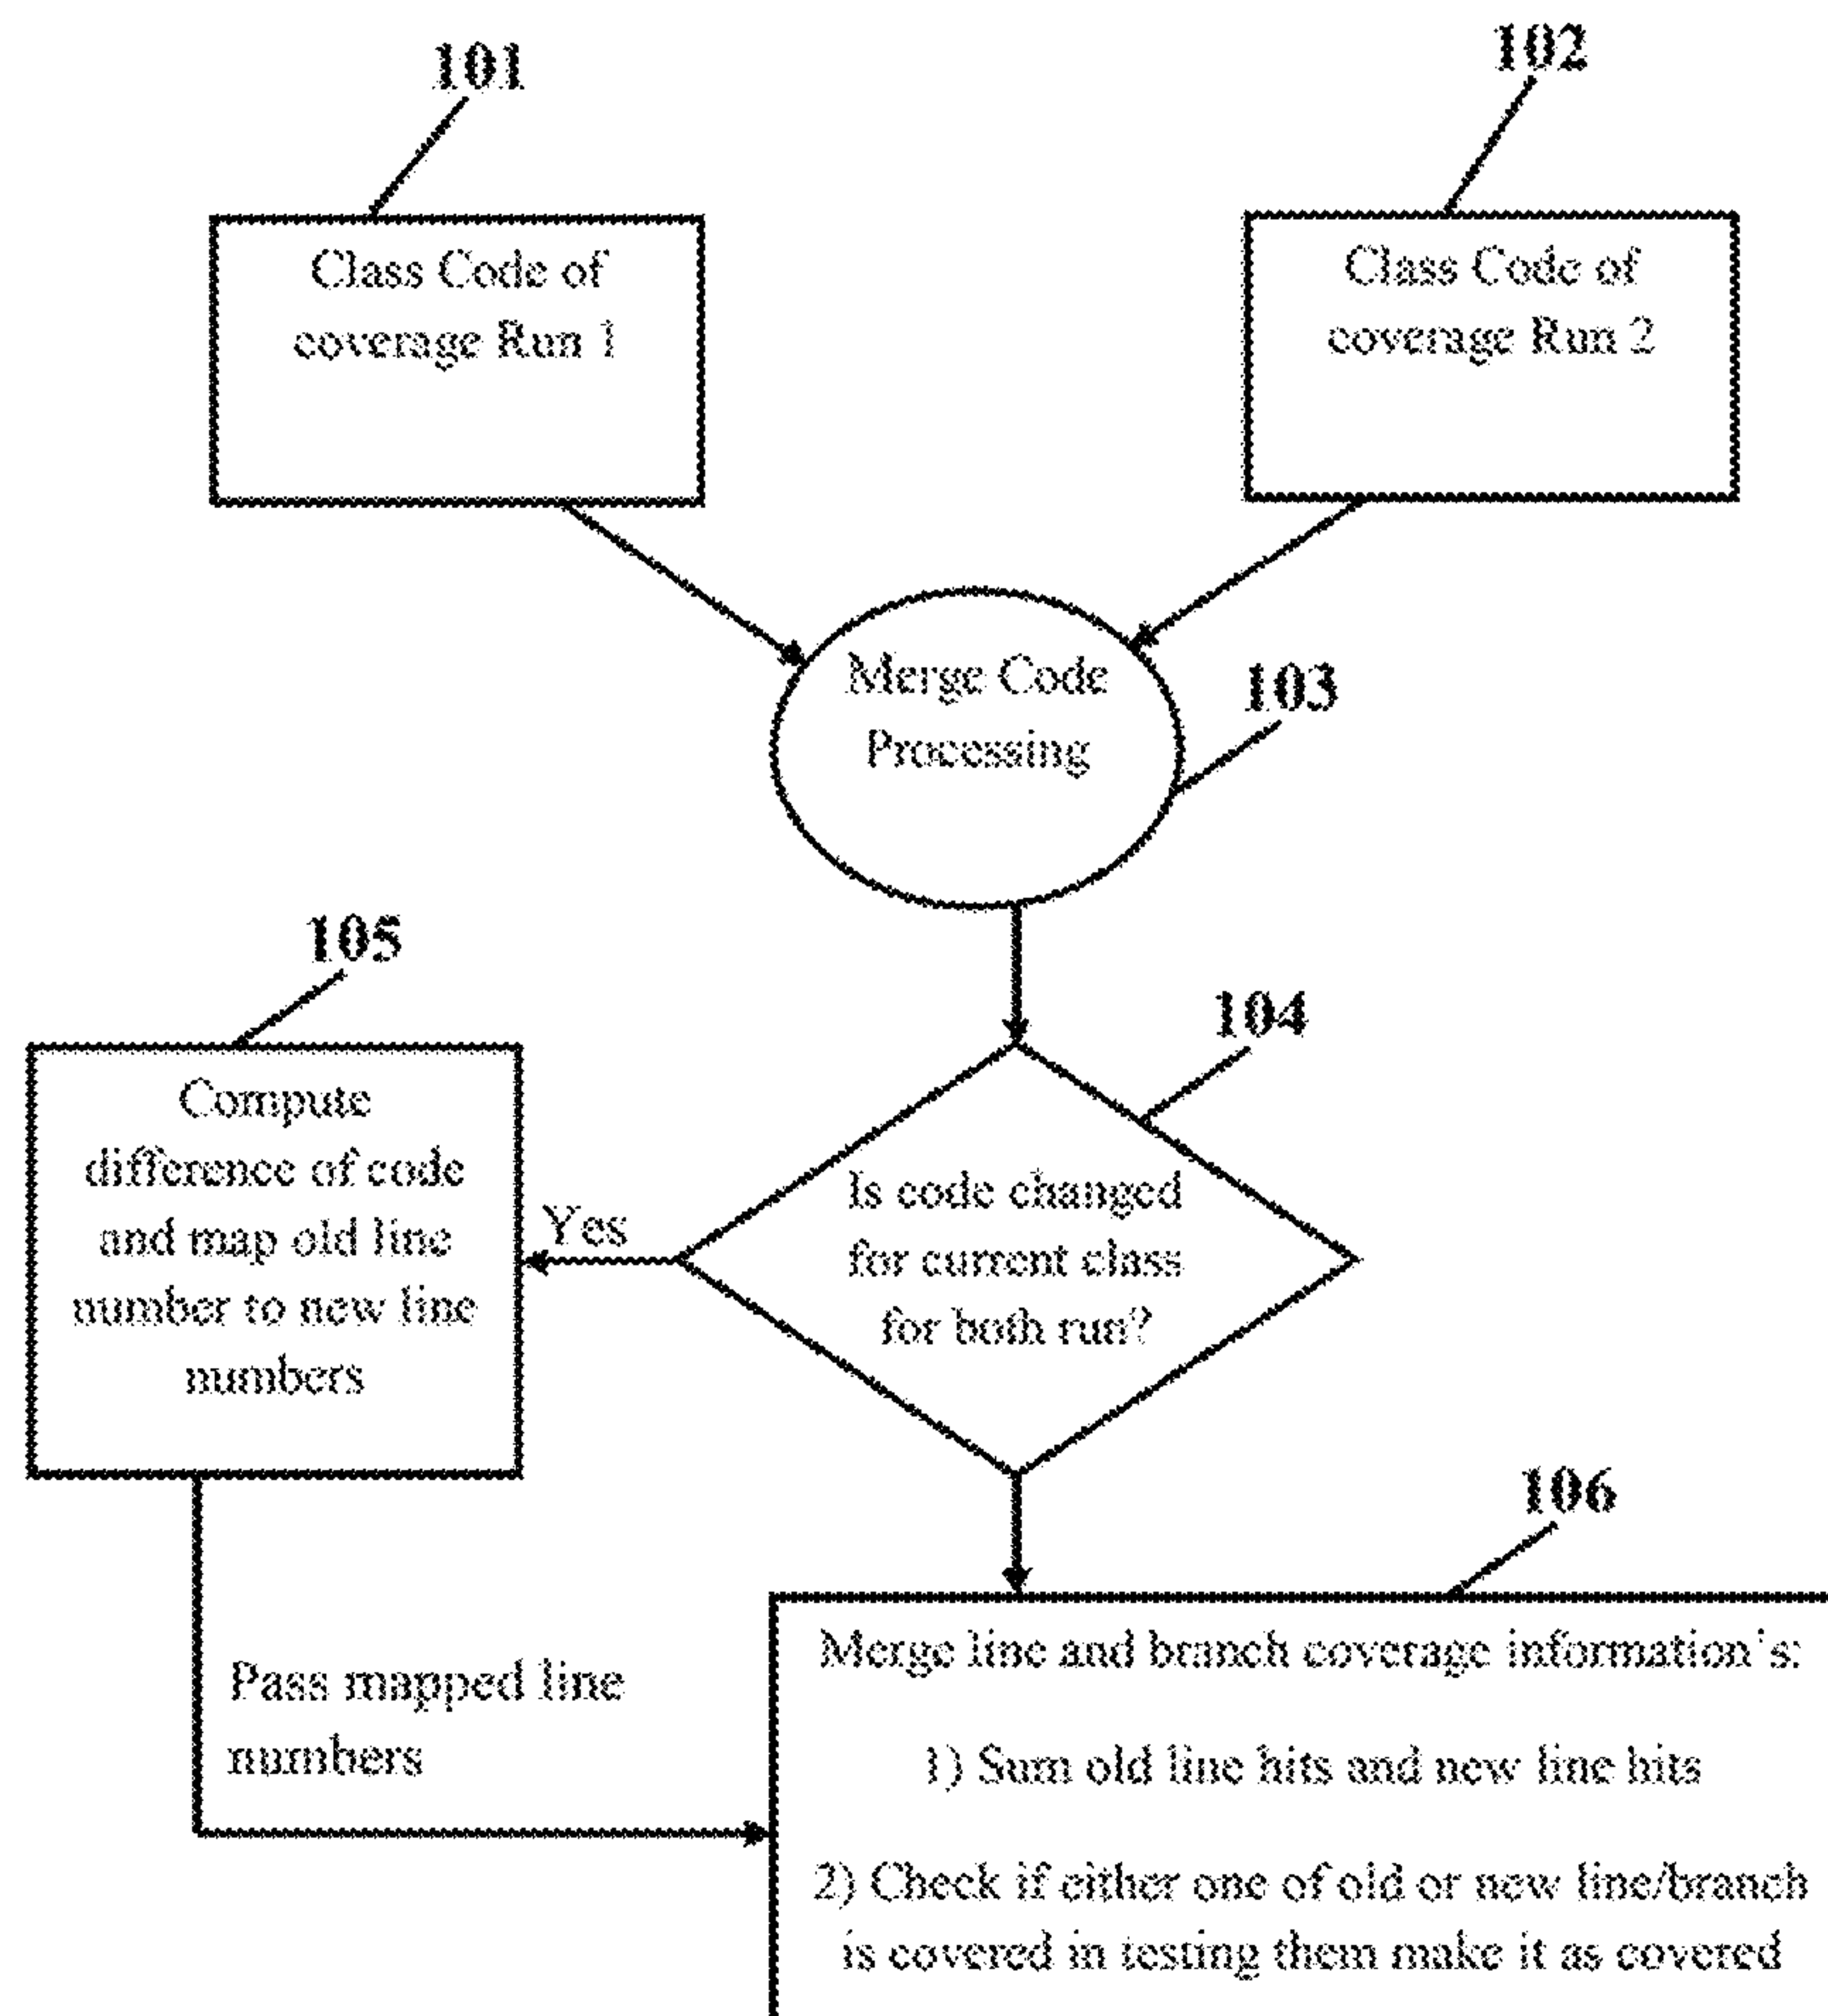 101
102
Class Code of
coverage Run 1
Class Code of
coverage Run 2
Merge Code
Processing
103
105
104
Compute
difference of code
and map old line
number to new line
numbers
Yes
Is code changed
for current class
for both run?
106
Pass mapped line
numbers
Merge line and branch coverage information's:
1) Sum old line hits and new line hits
2) Check if either one of old or new line/branch
is covered in testing them make it as covered